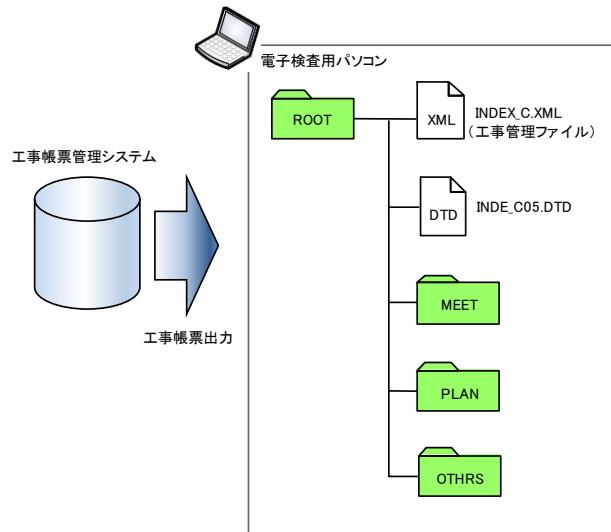 電子検査用パソコン
ROOT
XML
INDEX_C.XML
(工事管理ファイル)
工事帳票管理システム
DTD
INDE_C05.DTD
MEET
工事帳票出力
PLAN
OTHRS